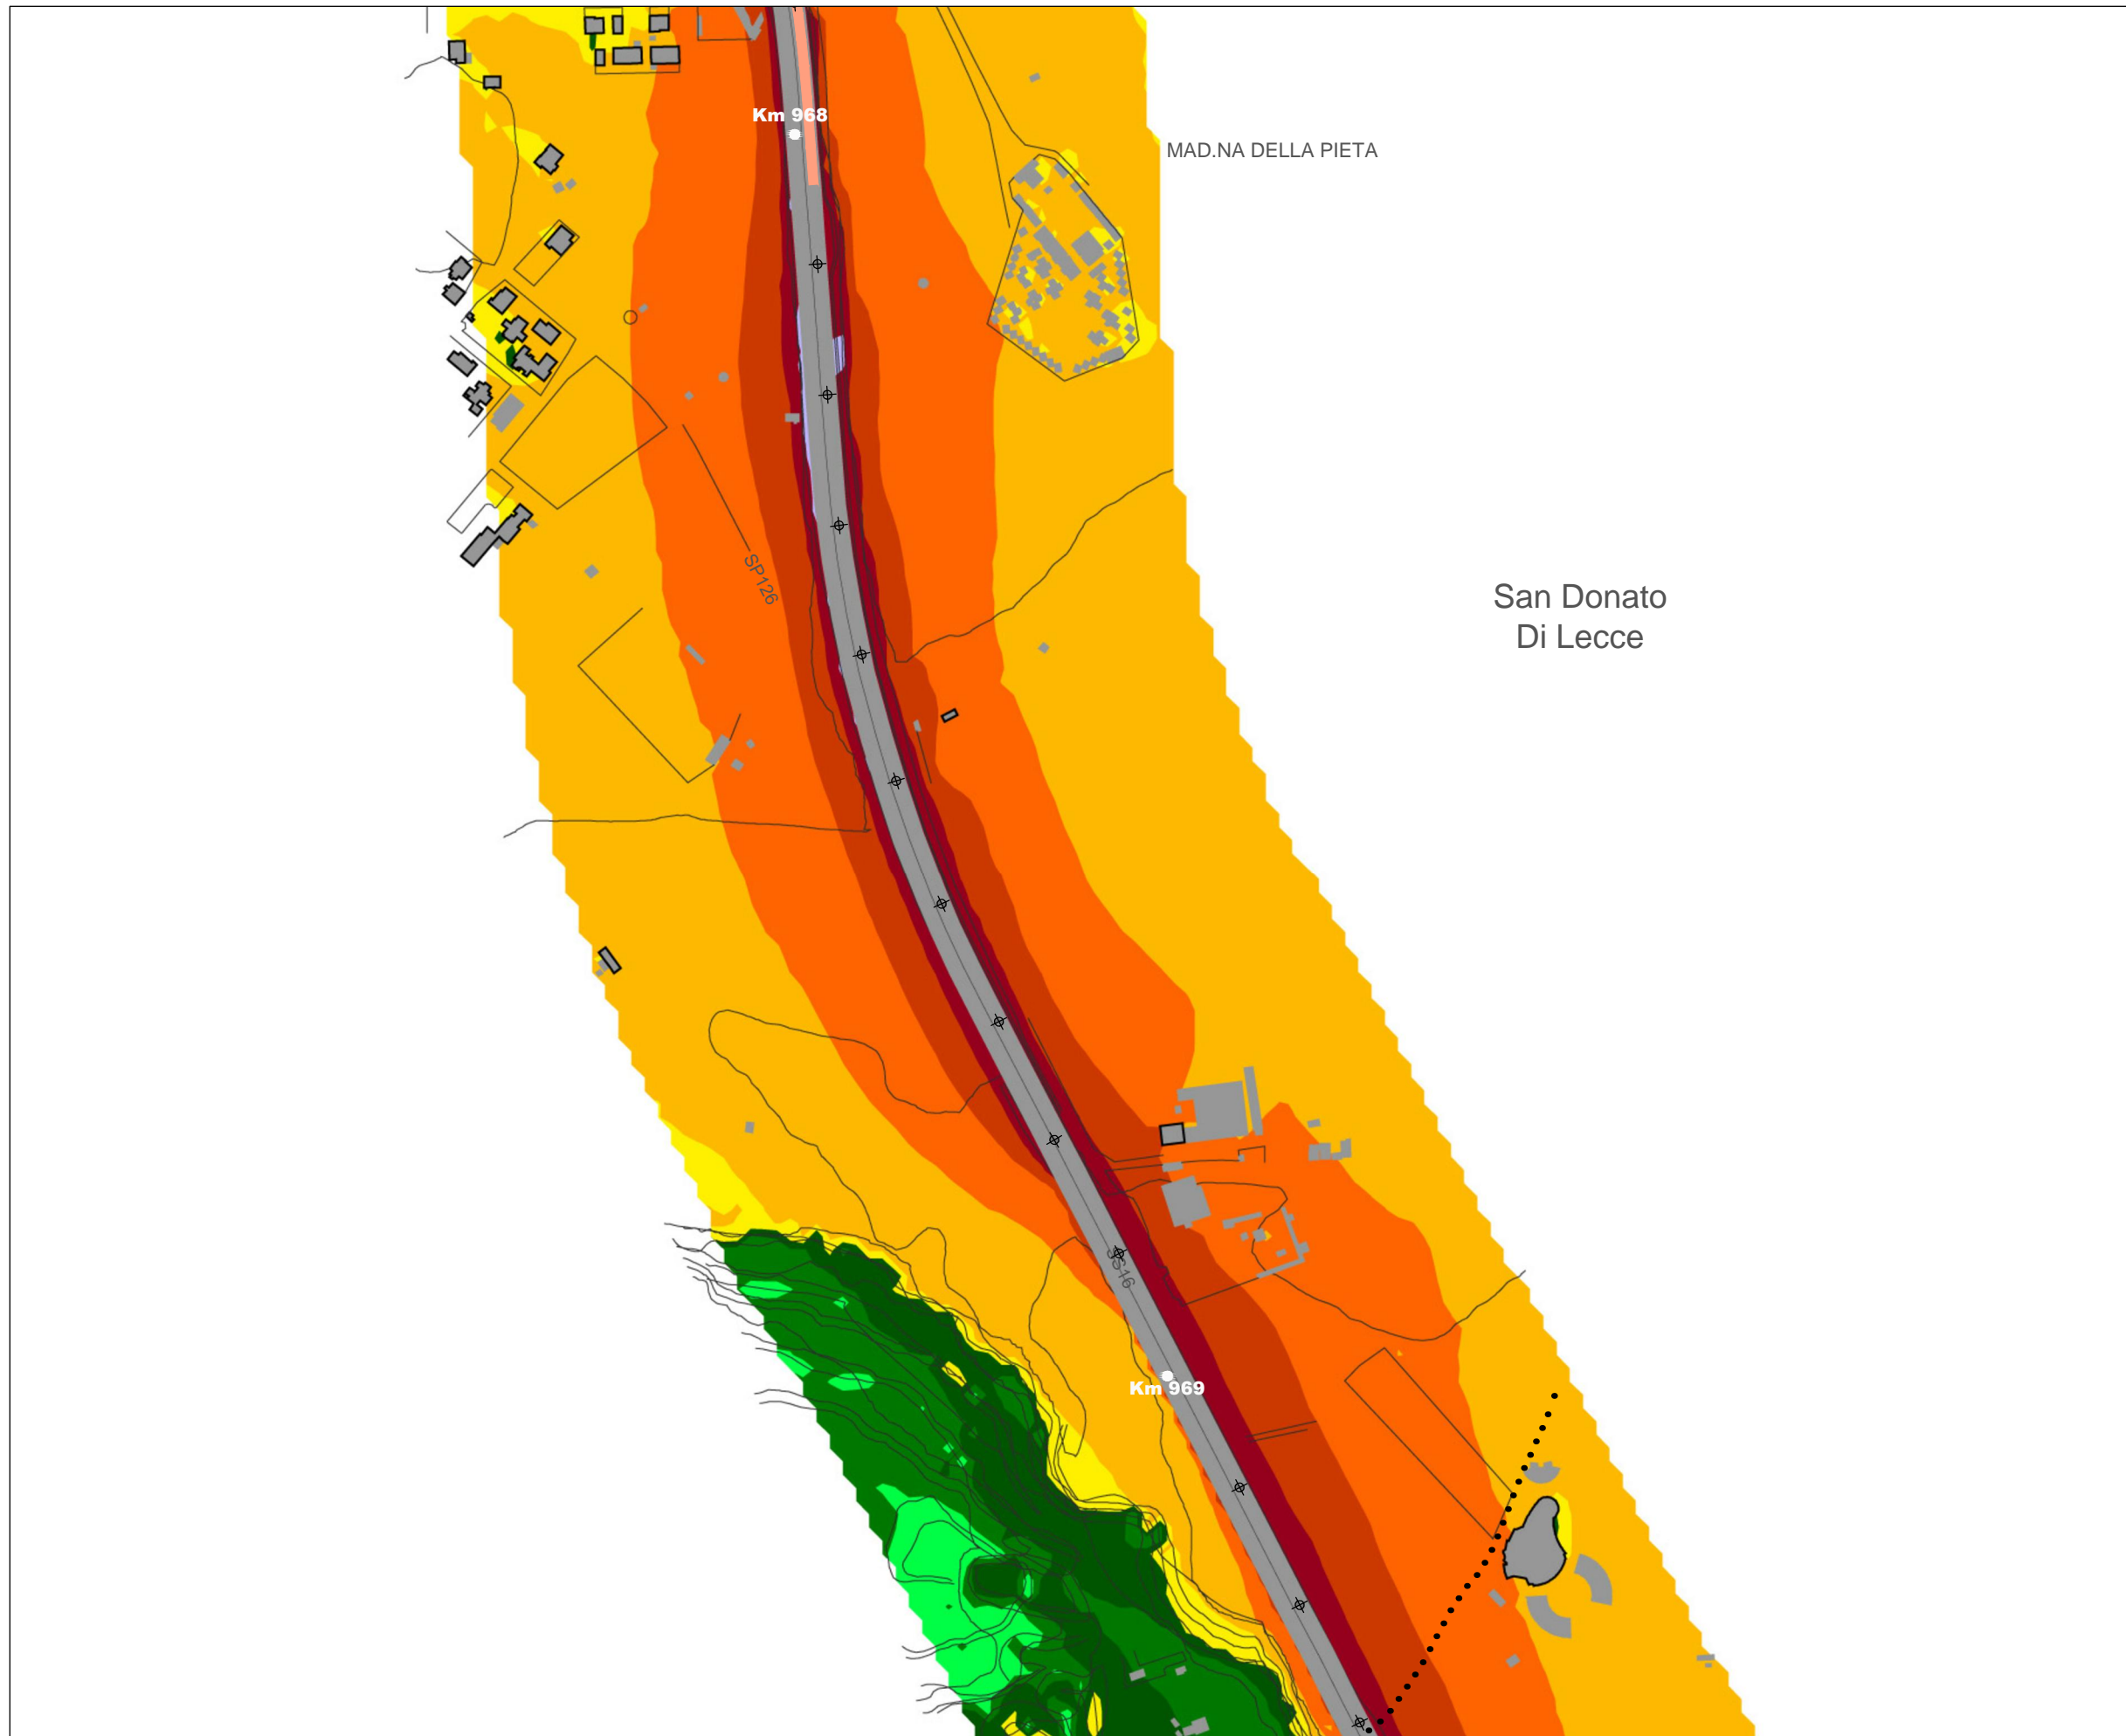 Km 968
MAD.NA DELLA PIETA
SP126
San Donato
Di Lecce
SS16
Km 969